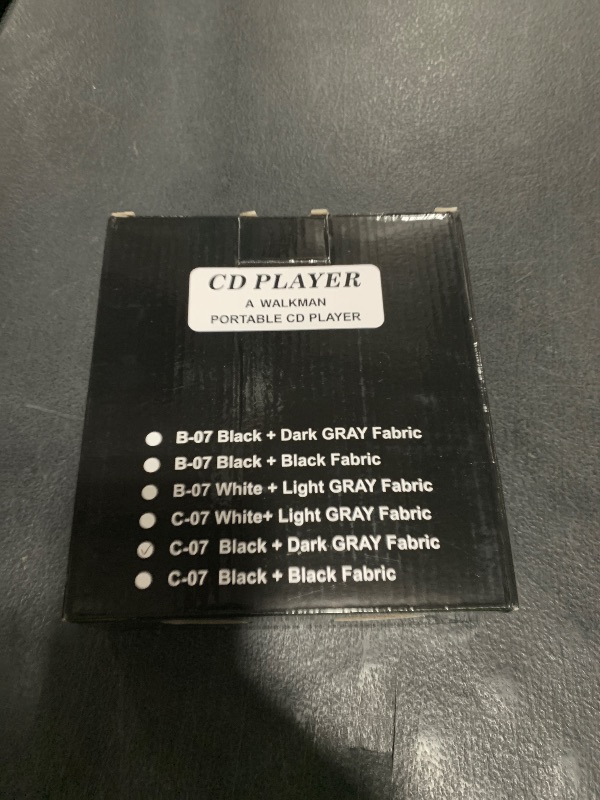 CD PLAYER
A WALKMAN
PORTABLE CD PLAYER
B-07 Black + Dark GRAY Fabric
B-07 Black + Black Fabric
B-07 White + Light GRAY Fabric
C-07 White+ Light GRAY Fabric
C-07 Black + Dark GRAY Fabric
C-07 Black + Black Fabric